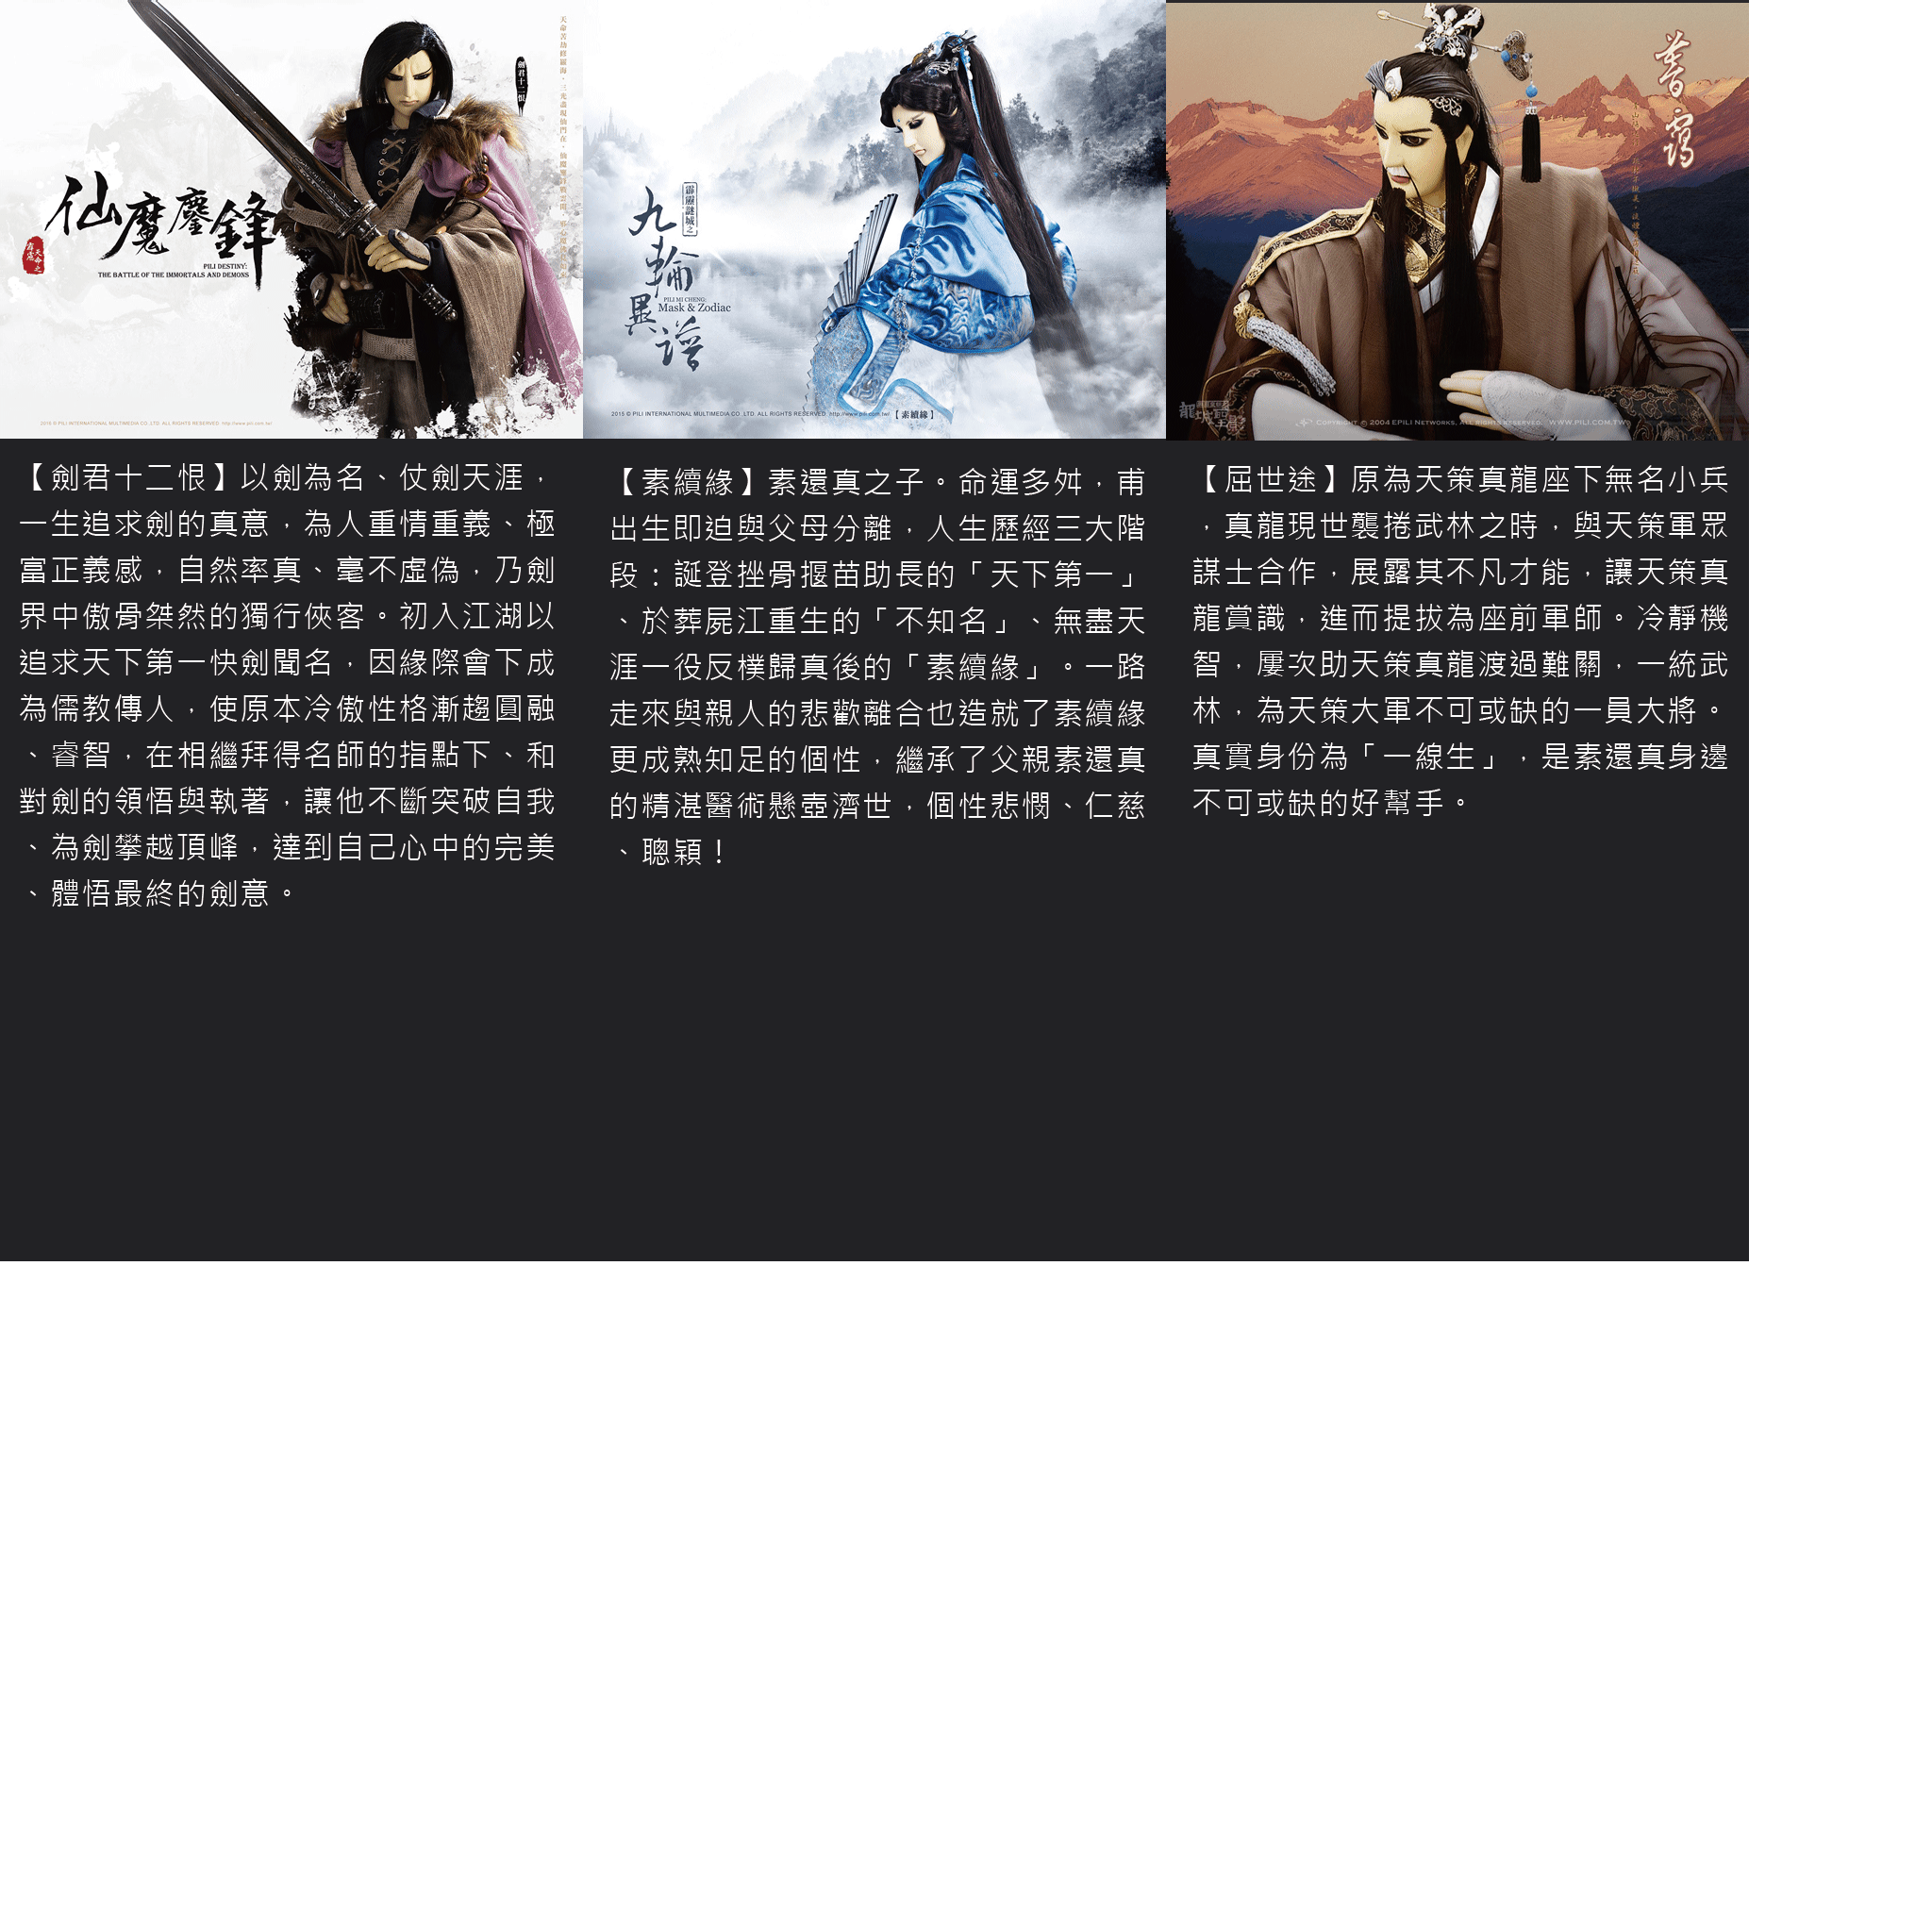 劍君十二恨
仙魔鏖鋒
霹靂
天命之
PILI DESTINY:
THE BATTLE OF THE IMMORTALS AND DEMONS
2016 © PILI INTERNATIONAL MULTIMEDIA CO.,LTD. ALL RIGHTS RESERVED. http://www.pili.com.tw/
霹靂謎城之
九輪異譜
PILI MI CHENG:
Mask & Zodiac
2015 © PILI INTERNATIONAL MULTIMEDIA CO.,LTD. ALL RIGHTS RESERVED. http://www.pili.com.tw/ 【素續緣】
COPYRIGHT © 2004 EPILI NETWORKS, ALL RIGHTS RESERVED. WWW.PILI.COM.TW
【劍君十二恨】以劍為名、仗劍天涯，
一生追求劍的真意，為人重情重義、極
富正義感，自然率真、毫不虛偽，乃劍
界中傲骨桀然的獨行俠客。初入江湖以
追求天下第一快劍聞名，因緣際會下成
為儒教傳人，使原本冷傲性格漸趨圓融
、睿智，在相繼拜得名師的指點下、和
對劍的領悟與執著，讓他不斷突破自我
、為劍攀越頂峰，達到自己心中的完美
、體悟最終的劍意。
【素續緣】素還真之子。命運多舛，甫
出生即迫與父母分離，人生歷經三大階
段：誕登挫骨揠苗助長的「天下第一」
、於葬屍江重生的「不知名」、無盡天
涯一役反樸歸真後的「素續緣」。一路
走來與親人的悲歡離合也造就了素續緣
更成熟知足的個性，繼承了父親素還真
的精湛醫術懸壺濟世，個性悲憫、仁慈
、聰穎！
【屈世途】原為天策真龍座下無名小兵
，真龍現世襲捲武林之時，與天策軍眾
謀士合作，展露其不凡才能，讓天策真
龍賞識，進而提拔為座前軍師。冷靜機
智，屢次助天策真龍渡過難關，一統武
林，為天策大軍不可或缺的一員大將。
真實身份為「一線生」，是素還真身邊
不可或缺的好幫手。